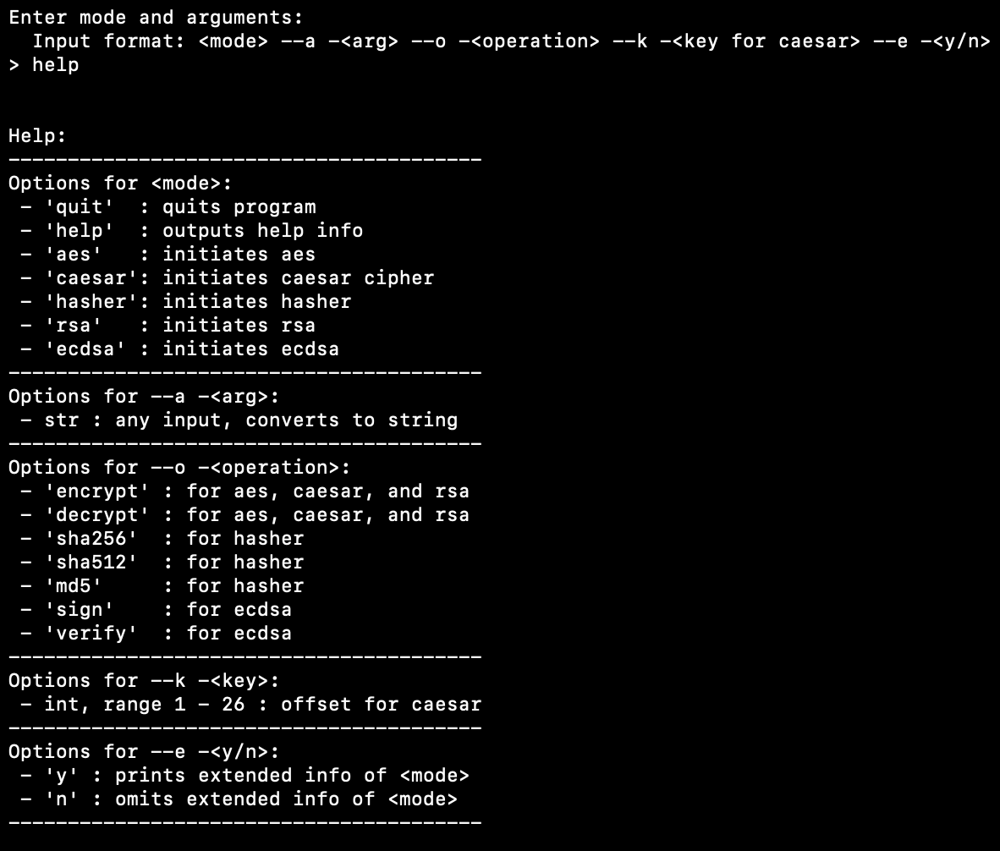 Enter mode and arguments:
  Input format: <mode> --a -<arg> --o -<operation> --k -<key for caesar> --e -<y/n>
> help
Help:
----------------------------------------
Options for <mode>:
 - 'quit'  : quits program
 - 'help'  : outputs help info
 - 'aes'   : initiates aes
 - 'caesar': initiates caesar cipher
 - 'hasher': initiates hasher
 - 'rsa'   : initiates rsa
 - 'ecdsa' : initiates ecdsa
----------------------------------------
Options for --a -<arg>:
 - str : any input, converts to string
----------------------------------------
Options for --o -<operation>:
 - 'encrypt' : for aes, caesar, and rsa
 - 'decrypt' : for aes, caesar, and rsa
 - 'sha256'  : for hasher
 - 'sha512'  : for hasher
 - 'md5'     : for hasher
 - 'sign'    : for ecdsa
 - 'verify'  : for ecdsa
----------------------------------------
Options for --k -<key>:
 - int, range 1 - 26 : offset for caesar
----------------------------------------
Options for --e -<y/n>:
 - 'y' : prints extended info of <mode>
 - 'n' : omits extended info of <mode>
----------------------------------------